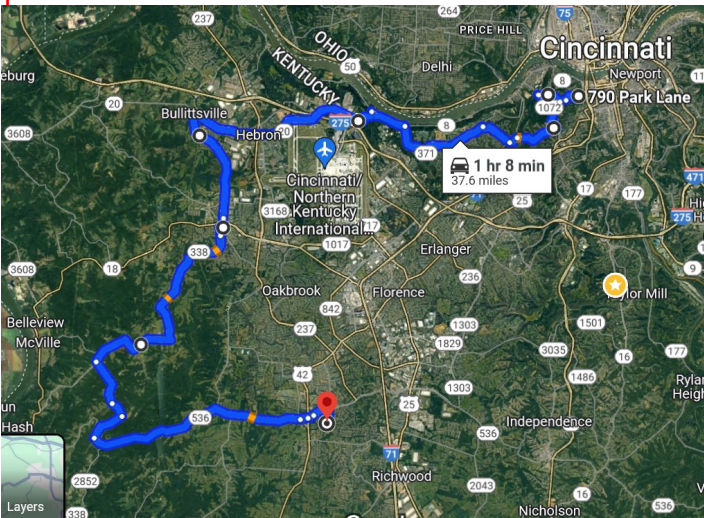 237
264
75
PRICE HILL
Cincinnati
OHIO
KENTUCKY
50
Delhi
Newport
eburg
20
8
790 Park Lane
1072
Bullittsville
275
8
3608
Hebron
20
371
1 hr 8 min
37.6 miles
71
471
Cincinnati/
Northern
Kentucky
International...
3168
17
1017
25
17
177
275
338
Erlanger
3608
18
9
236
Oakbrook
Florence
Taylor Mill
842
Belleview
McVille
237
1303
1829
1501
3035
16
177
42
1486
1303
25
536
Independence
536
Hash
71
Richwood
2852
2043
16
536
Layers
338
Nicholson